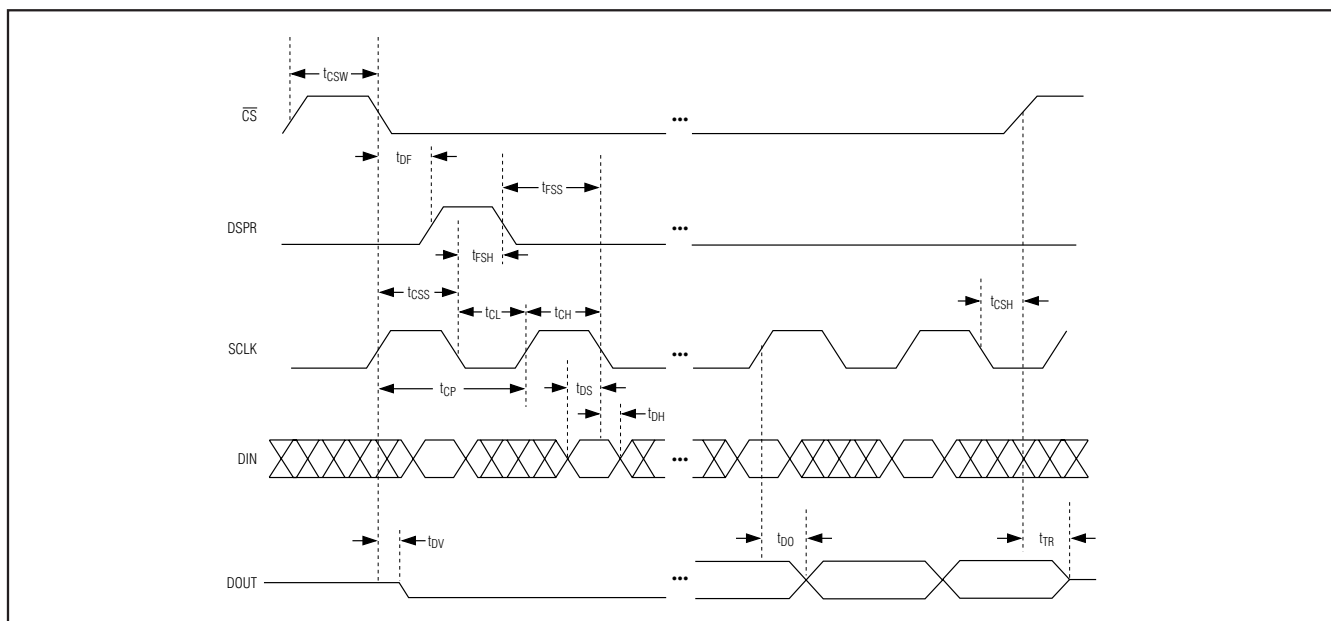 tCSW
CS
•••
tDF
tFSS
DSPR
•••
tFSH
tCSS
tCL
tCH
tCSH
SCLK
•••
tCP
tDS
tDH
DIN
•••
tDV
tDO
tTR
DOUT
•••